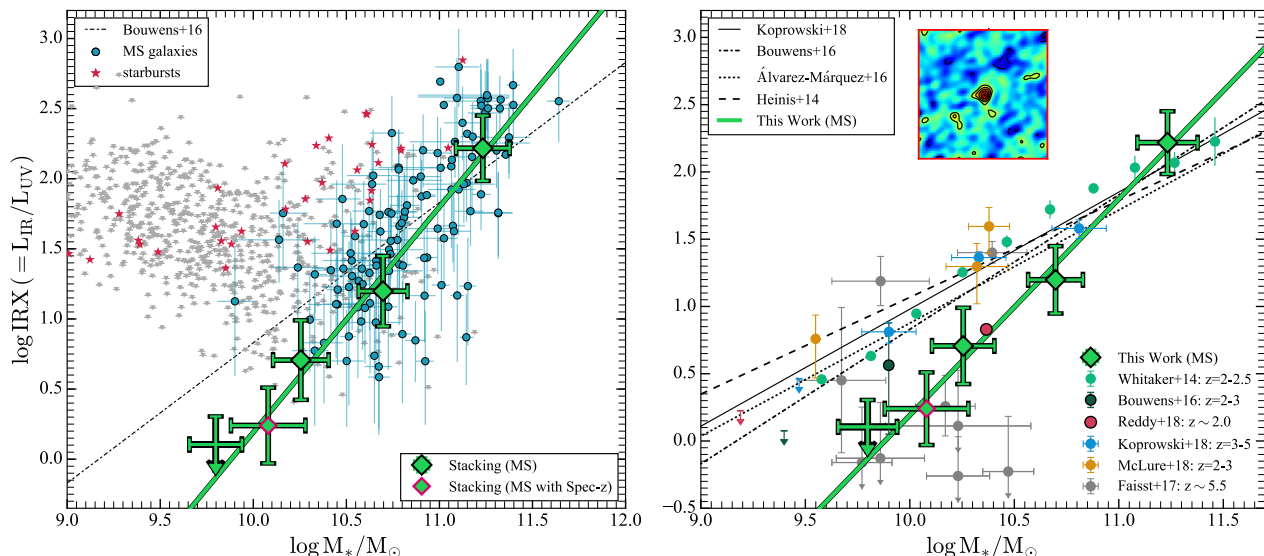 Bouwens+16
MS galaxies
starbursts
Stacking (MS)
Stacking (MS with Spec-z)
log IRX ( = L_IR/L_UV)
3.0
2.5
2.0
1.5
1.0
0.5
0.0
9.0 9.5 10.0 10.5 11.0 11.5 12.0
log M_*/M_⊙
Koprowski+18
Bouwens+16
Álvarez-Márquez+16
Heinis+14
This Work (MS)
This Work (MS)
Whitaker+14: z=2-2.5
Bouwens+16: z=2-3
Reddy+18: z ∼ 2.0
Koprowski+18: z=3-5
McLure+18: z=2-3
Faisst+17: z ∼ 5.5
3.0
2.5
2.0
1.5
1.0
0.5
0.0
−0.5
9.0 9.5 10.0 10.5 11.0 11.5
log M_*/M_⊙